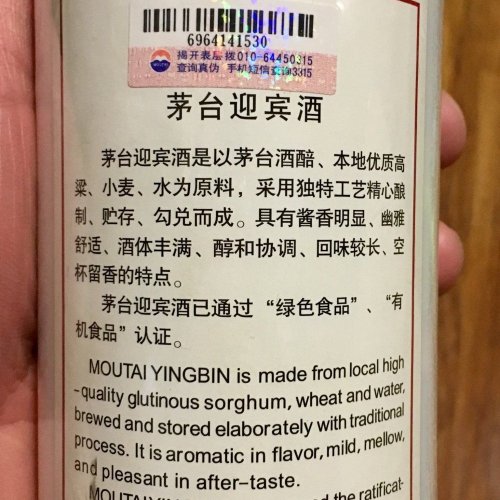 6964141530
揭开表层拨010-64450315
查询真伪 手机短信查询3315
茅台迎宾酒
茅台迎宾酒是以茅台酒醅、本地优质高
粱、小麦、水为原料，采用独特工艺精心酿
制、贮存、勾兑而成。具有酱香明显、幽雅
舒适、酒体丰满、醇和协调、回味较长、空
杯留香的特点。
茅台迎宾酒已通过“绿色食品”、“有
机食品”认证。
MOUTAI YINGBIN is made from local high
-quality glutinous sorghum, wheat and water,
brewed and stored elaborately with traditional
process. It is aromatic in flavor, mild, mellow,
and pleasant in after-taste.
MOUTAI YINGBIN and the ratificat-